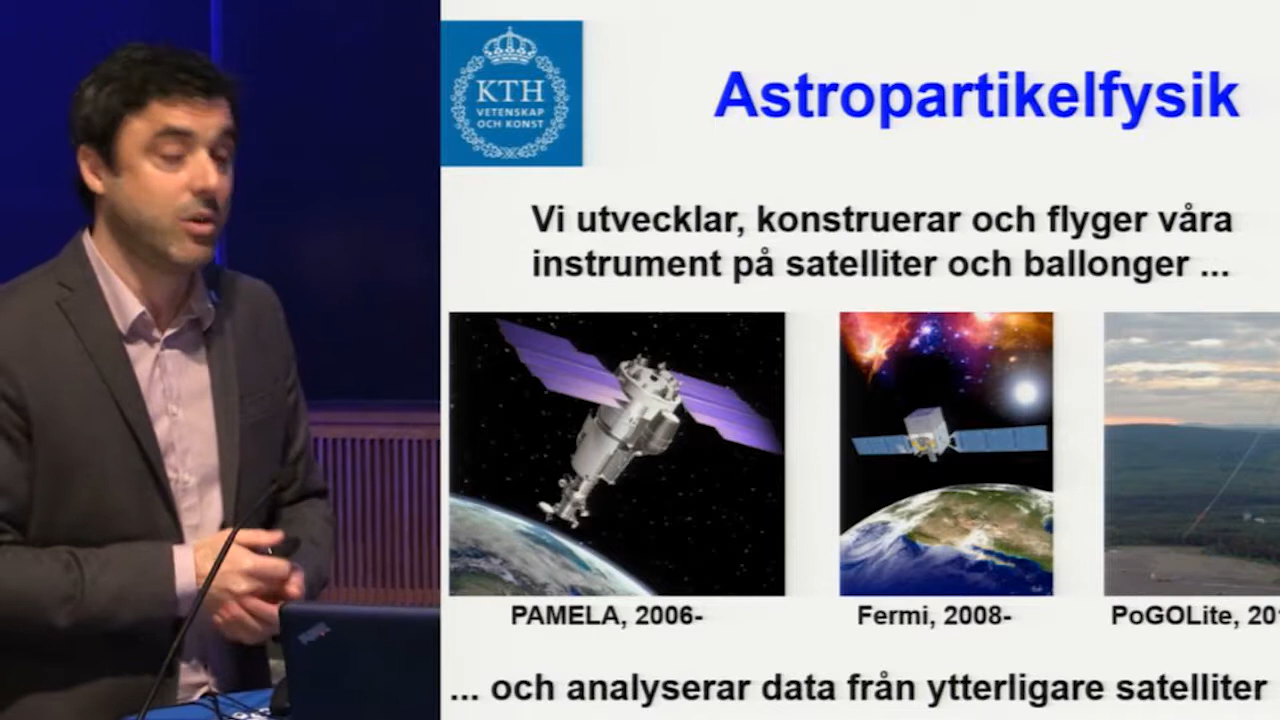 KTH
VETENSKAP
OCH KONST
Astropartikelfysik
Vi utvecklar, konstruerar och flyger våra
instrument på satelliter och ballonger ...
PAMELA, 2006-
Fermi, 2008-
PoGOLite, 20
... och analyserar data från ytterligare satelliter